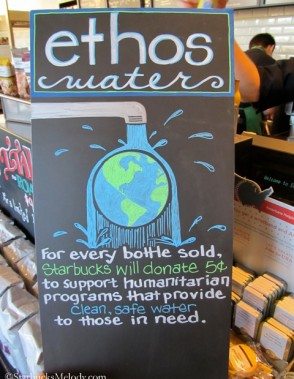 ethos
water
For every bottle sold,
Starbucks will donate 5¢
to support humanitarian
programs that provide
clean, safe water
to those in need.
©StarbucksMelody.com